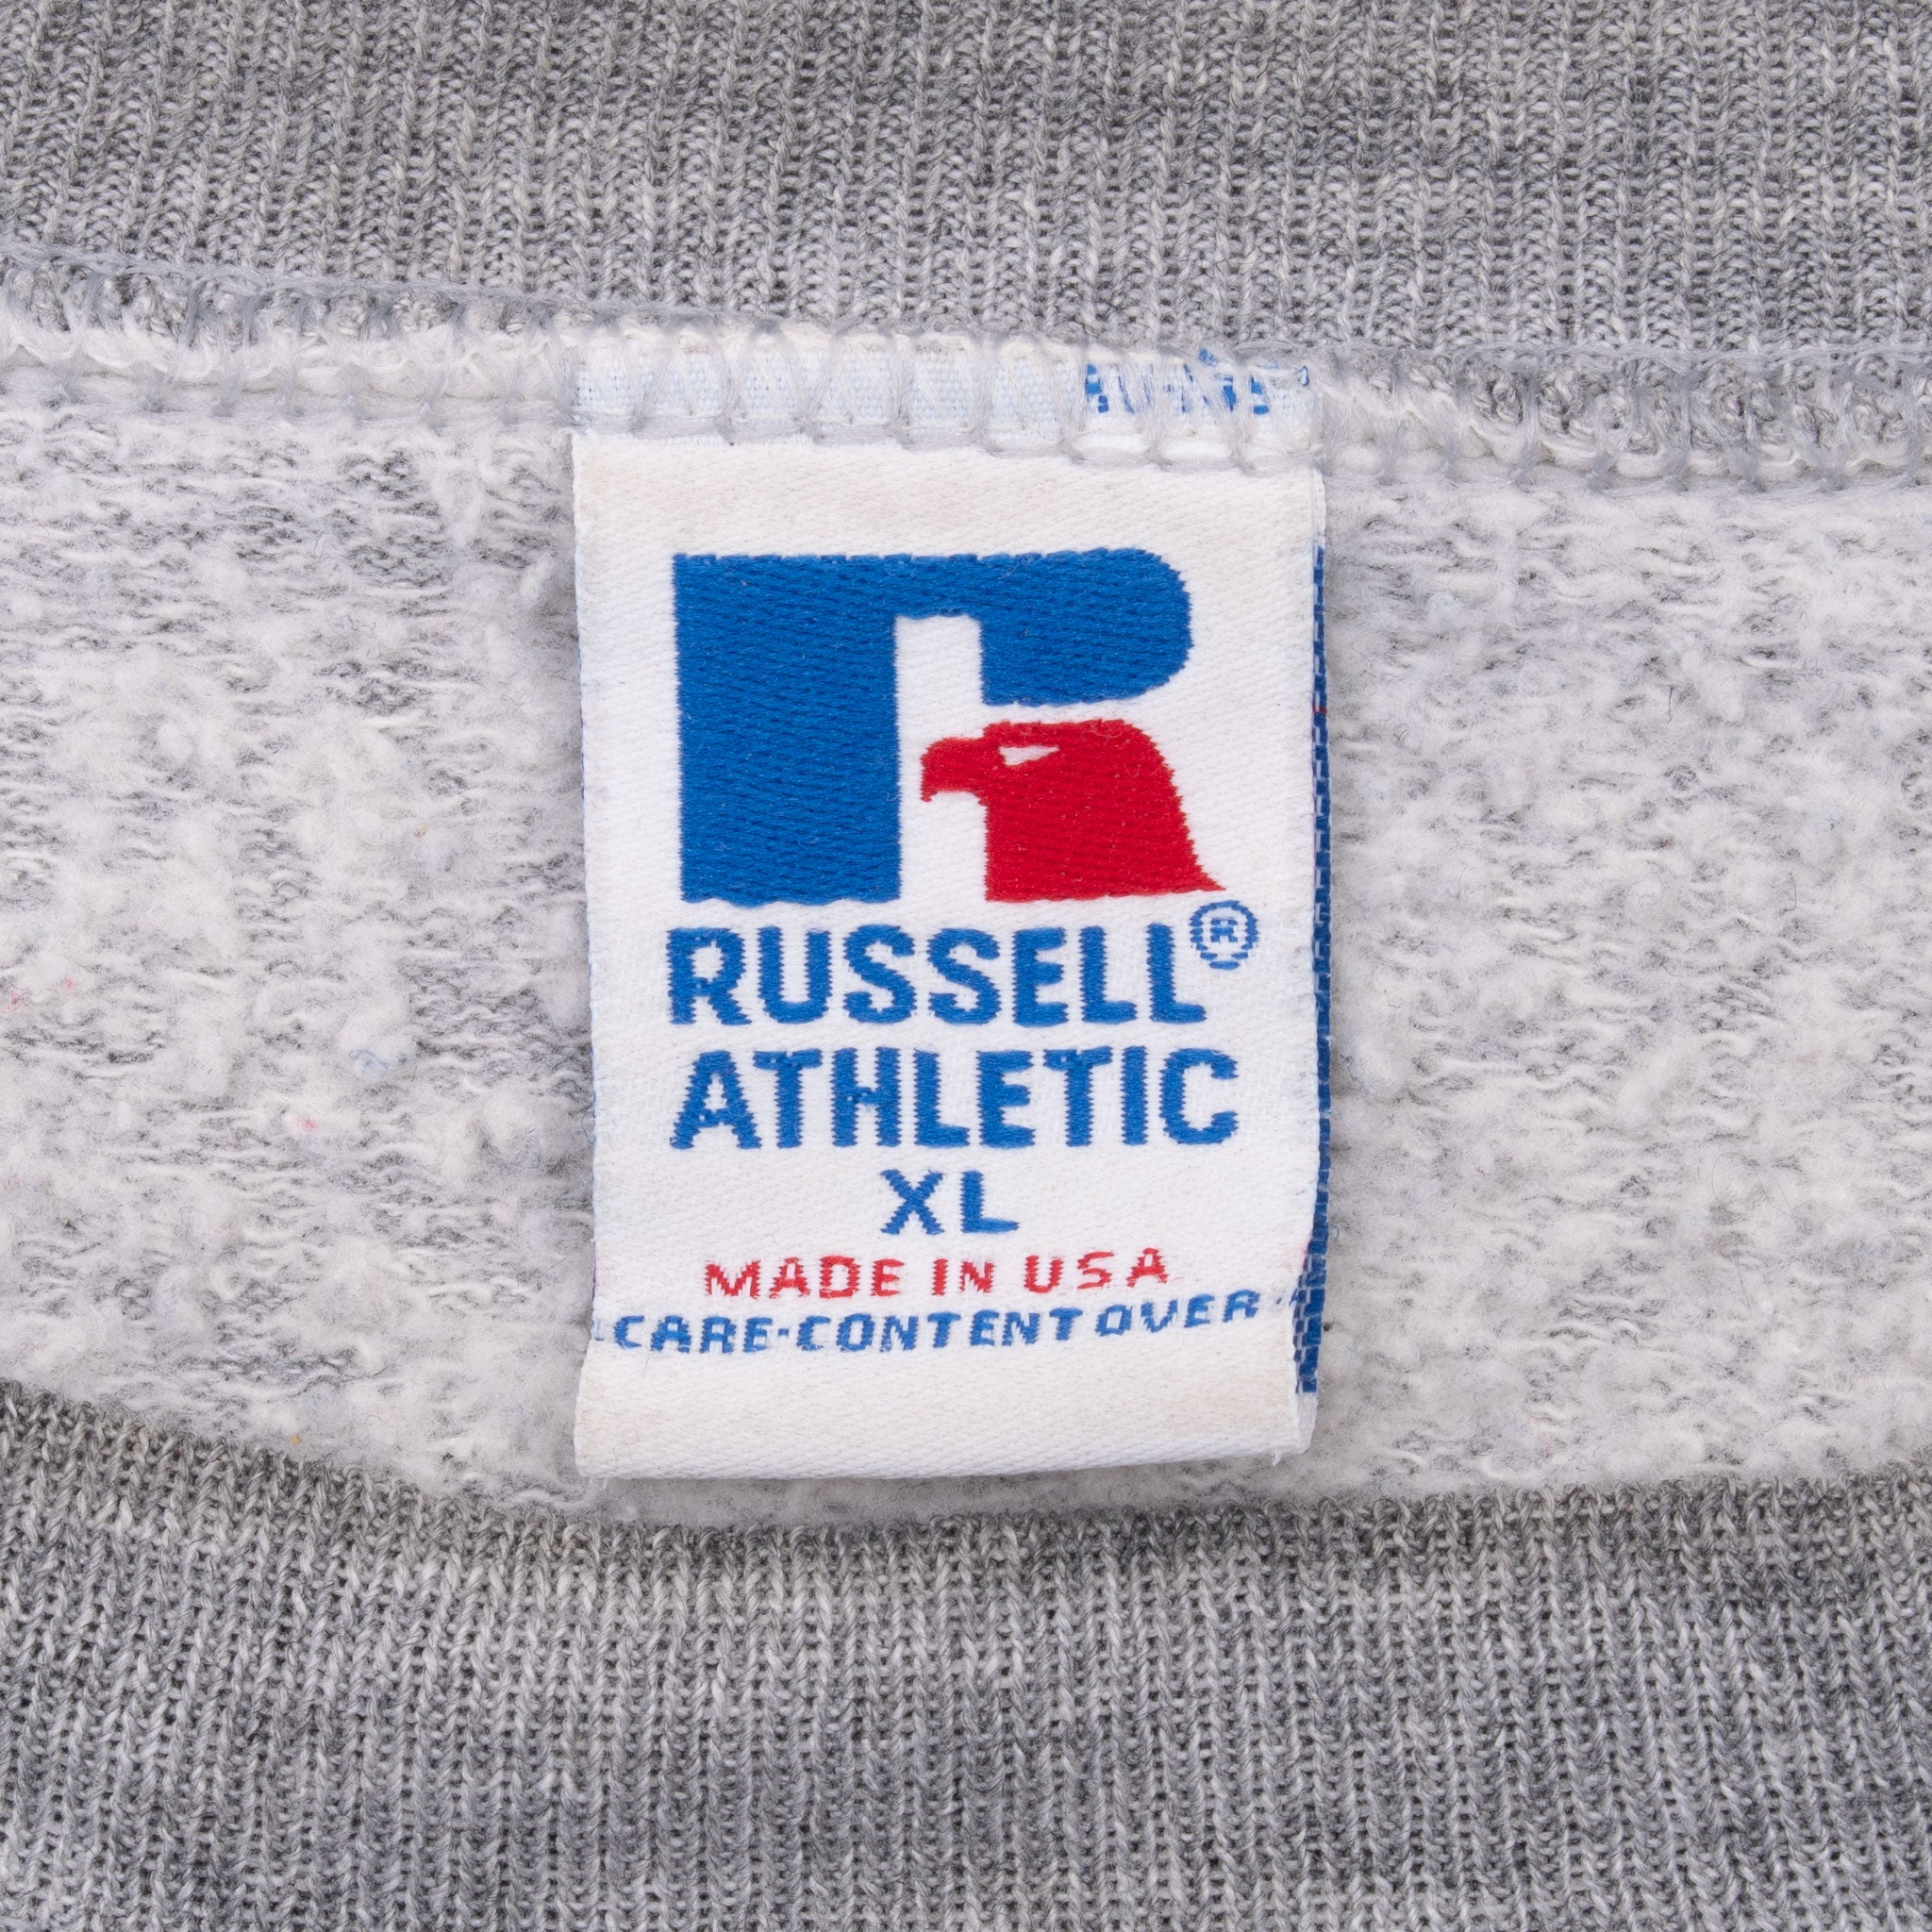 RUSSELL®
ATHLETIC
XL
MADE IN USA
CARE·CONTENT OVER